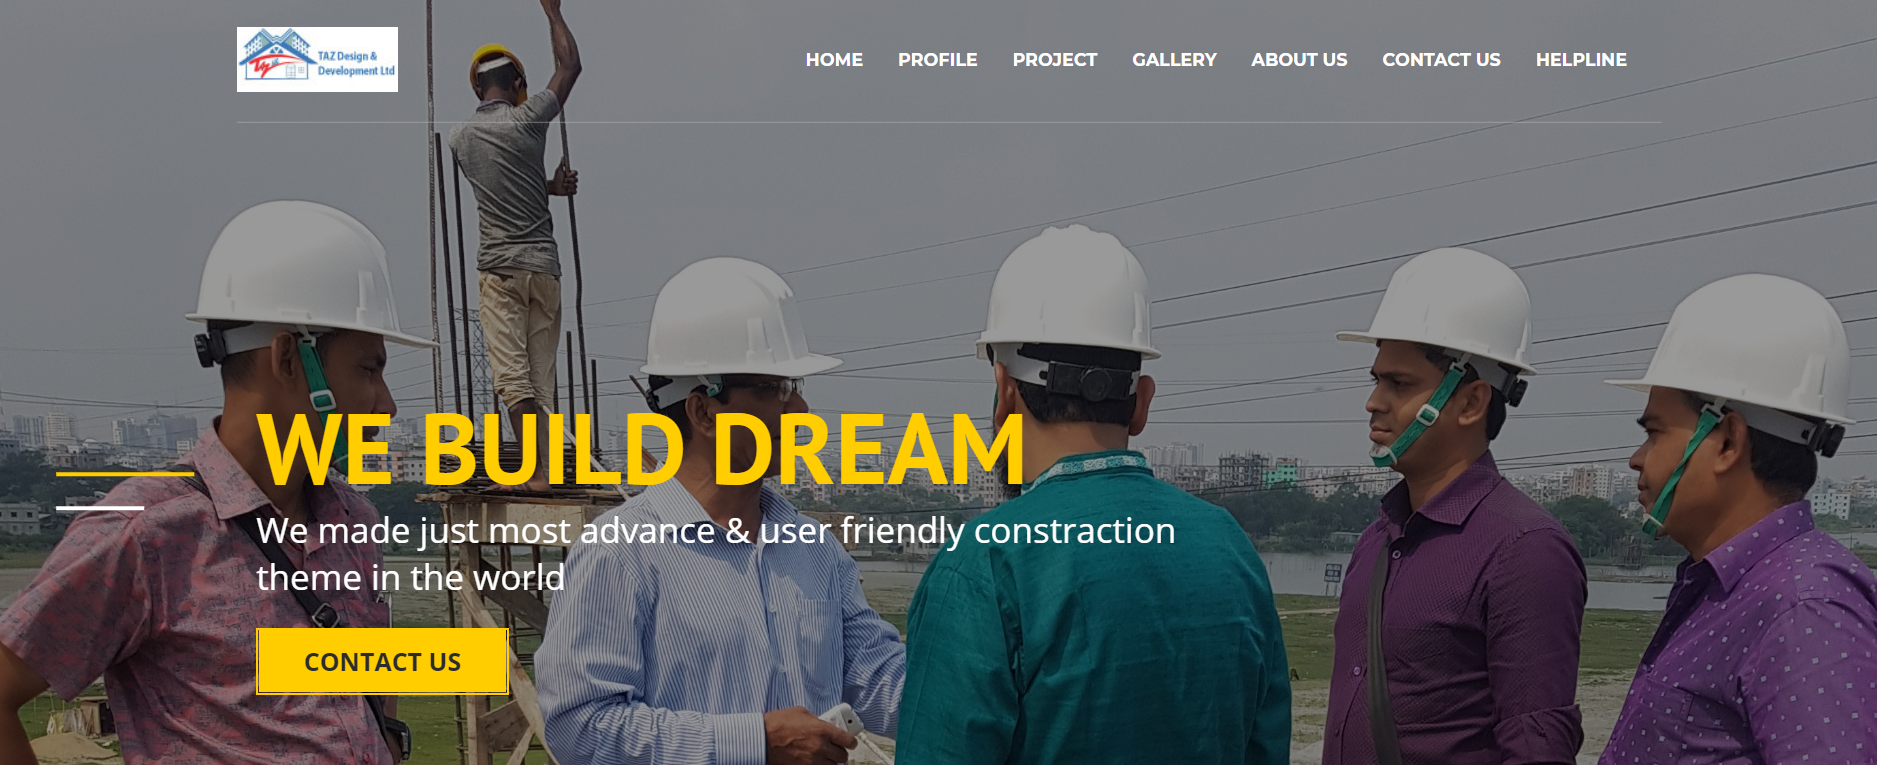 TAZ Design &
Development Ltd
HOME PROFILE PROJECT GALLERY ABOUT US CONTACT US HELPLINE
WE BUILD DREAM
We made just most advance & user friendly constraction
theme in the world
CONTACT US